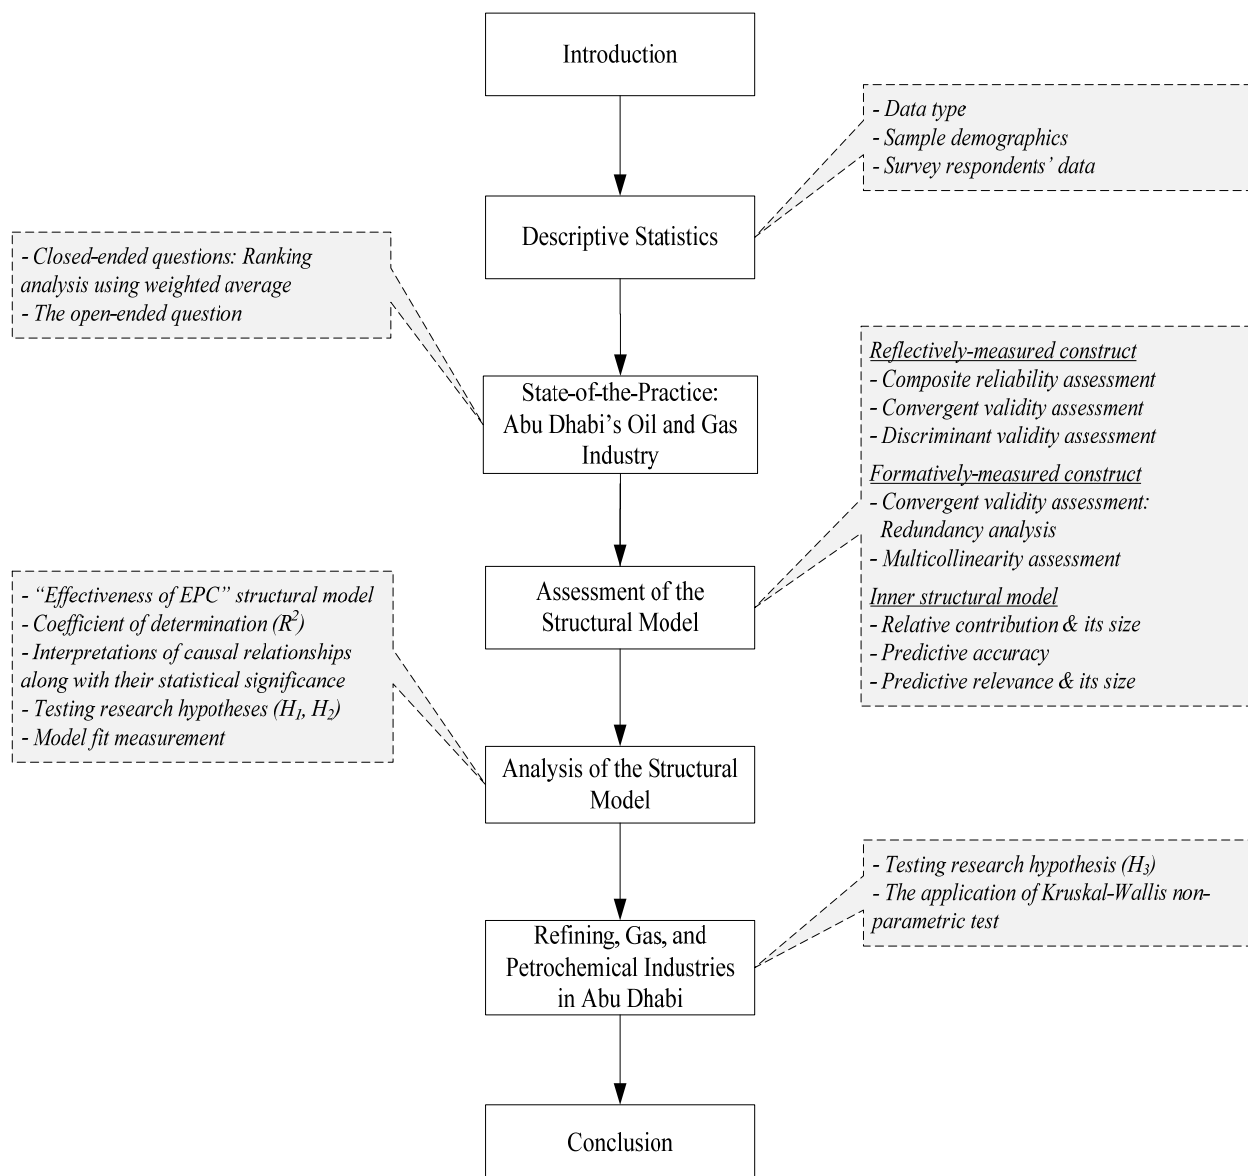 Introduction
- Data type
- Sample demographics
- Survey respondents’ data
Descriptive Statistics
- Closed-ended questions: Ranking
analysis using weighted average
- The open-ended question
State-of-the-Practice:
Abu Dhabi’s Oil and Gas
Industry
Reflectively-measured construct
- Composite reliability assessment
- Convergent validity assessment
- Discriminant validity assessment
Formatively-measured construct
- Convergent validity assessment:
Redundancy analysis
- Multicollinearity assessment
Inner structural model
- Relative contribution & its size
- Predictive accuracy
- Predictive relevance & its size
Assessment of the
Structural Model
- “Effectiveness of EPC” structural model
- Coefficient of determination (R²)
- Interpretations of causal relationships
along with their statistical significance
- Testing research hypotheses (H₁, H₂)
- Model fit measurement
Analysis of the Structural
Model
- Testing research hypothesis (H₃)
- The application of Kruskal-Wallis non-
parametric test
Refining, Gas, and
Petrochemical Industries
in Abu Dhabi
Conclusion